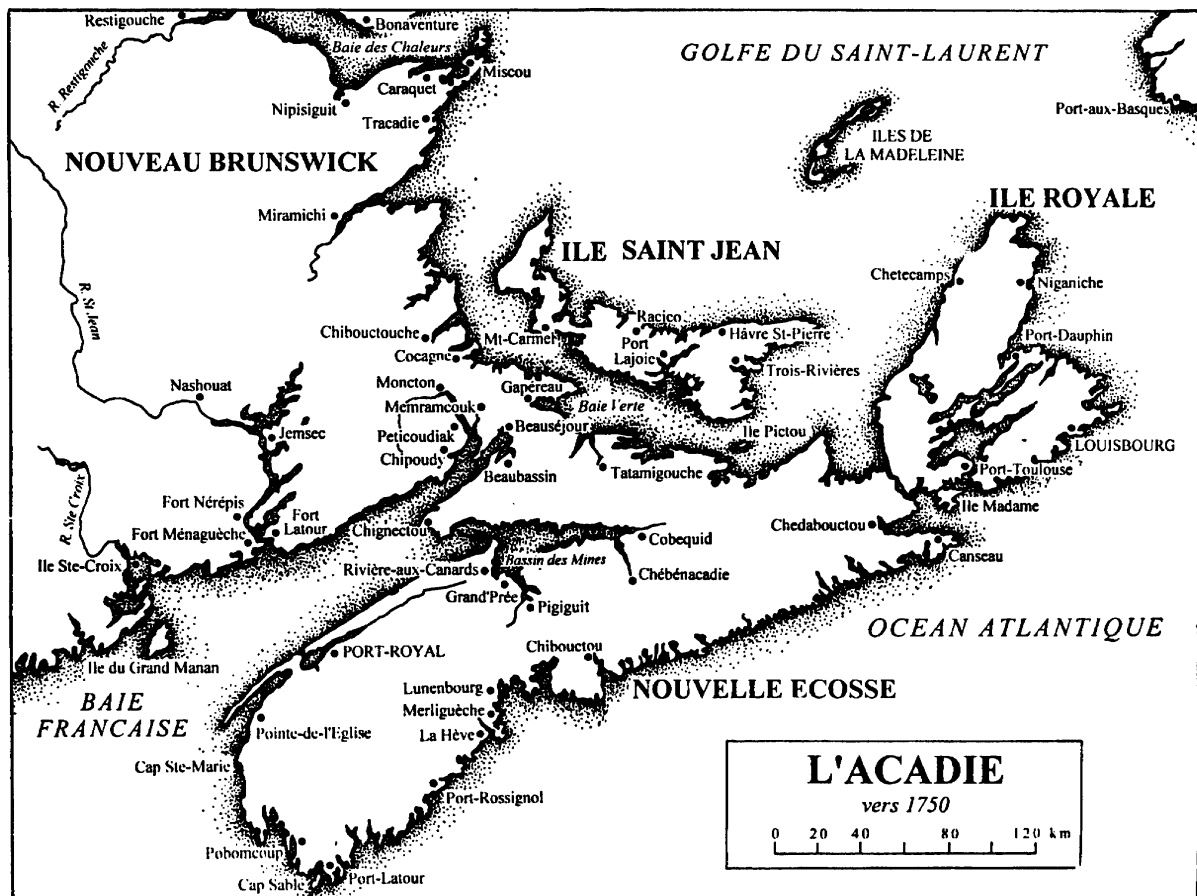 Restigouche
Bonaventure
Baie des Chaleurs
GOLFE DU SAINT-LAURENT
R. Restigouche
Miscou
Caraquet
Nipisiguit
Port-aux-Basques
Tracadie
ILES DE
LA MADELEINE
NOUVEAU BRUNSWICK
ILE ROYALE
Miramichi
ILE SAINT JEAN
Chetecamps
Niganiche
R. St. Jean
Racico
Chibouctouche
Mt-Carmel
Hâvre St-Pierre
Port
Lajoie
Port-Dauphin
Cocagne
Trois-Rivières
Nashouat
Moncton
Gapéreau
Memramcouk
Baie Verte
Jemsec
Peticoudiak
Beauséjour
Ile Pictou
LOUISBOURG
Chipoudy
Beaubassin
Tatamigouche
Port-Toulouse
R. Ste Croix
Fort Nérépis
Fort
Latour
Ile Madame
Fort Ménaguèche
Chignectou
Chedabouctou
Cobequid
Canseau
Ile Ste-Croix
Bassin des Mines
Rivière-aux-Canards
Chébénacadie
Grand'Prée
Pigiguit
OCEAN ATLANTIQUE
PORT-ROYAL
Chibouctou
Ile du Grand Manan
NOUVELLE ECOSSE
Lunenbourg
BAIE
FRANCAISE
Merliguèche
Pointe-de-l'Eglise
La Hève
Cap Ste-Marie
L'ACADIE
vers 1750
Port-Rossignol
0 20 40 80 120 km
Pobomcoup
Cap Sable
Port-Latour